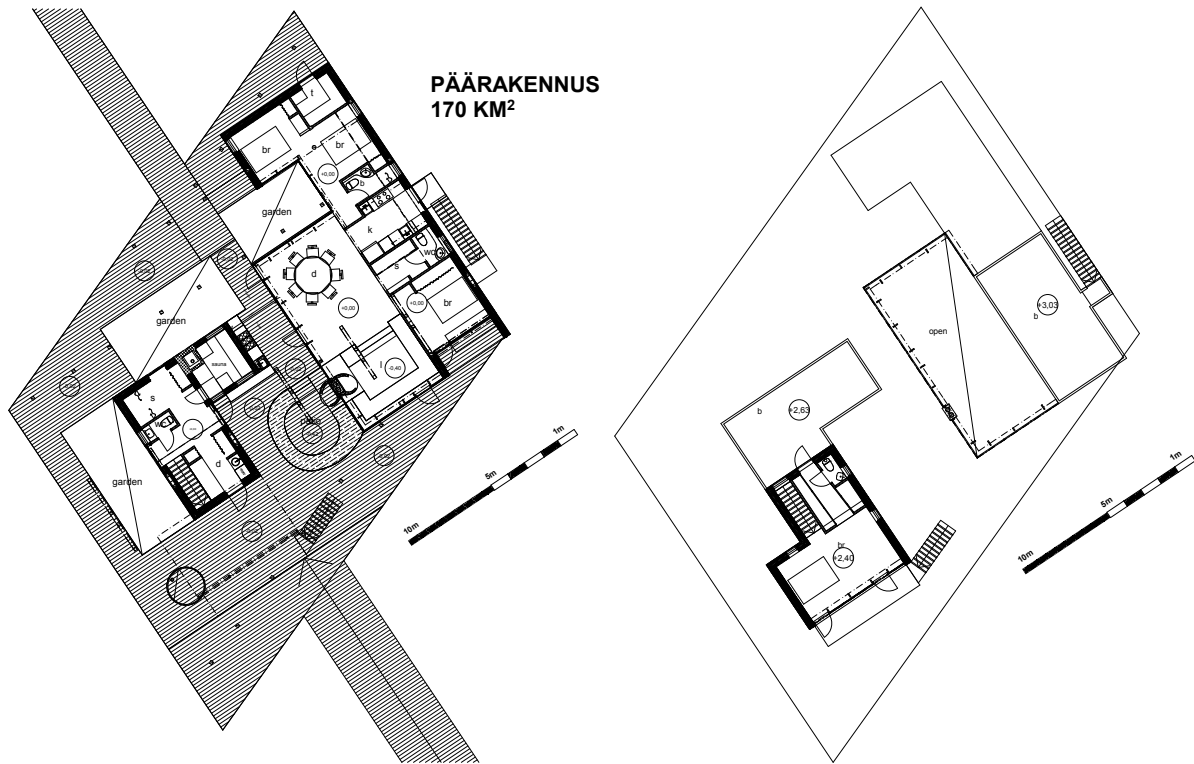 PÄÄRAKENNUS
170 KM²
t
br
br
+0,00
b
garden
k
d
wc
s
+0,00
+0,00
br
garden
l
-0,40
sauna
s
wc
d
garden
1m
5m
10m
+3,03
b
open
b
+2,63
br
+2,40
1m
5m
10m